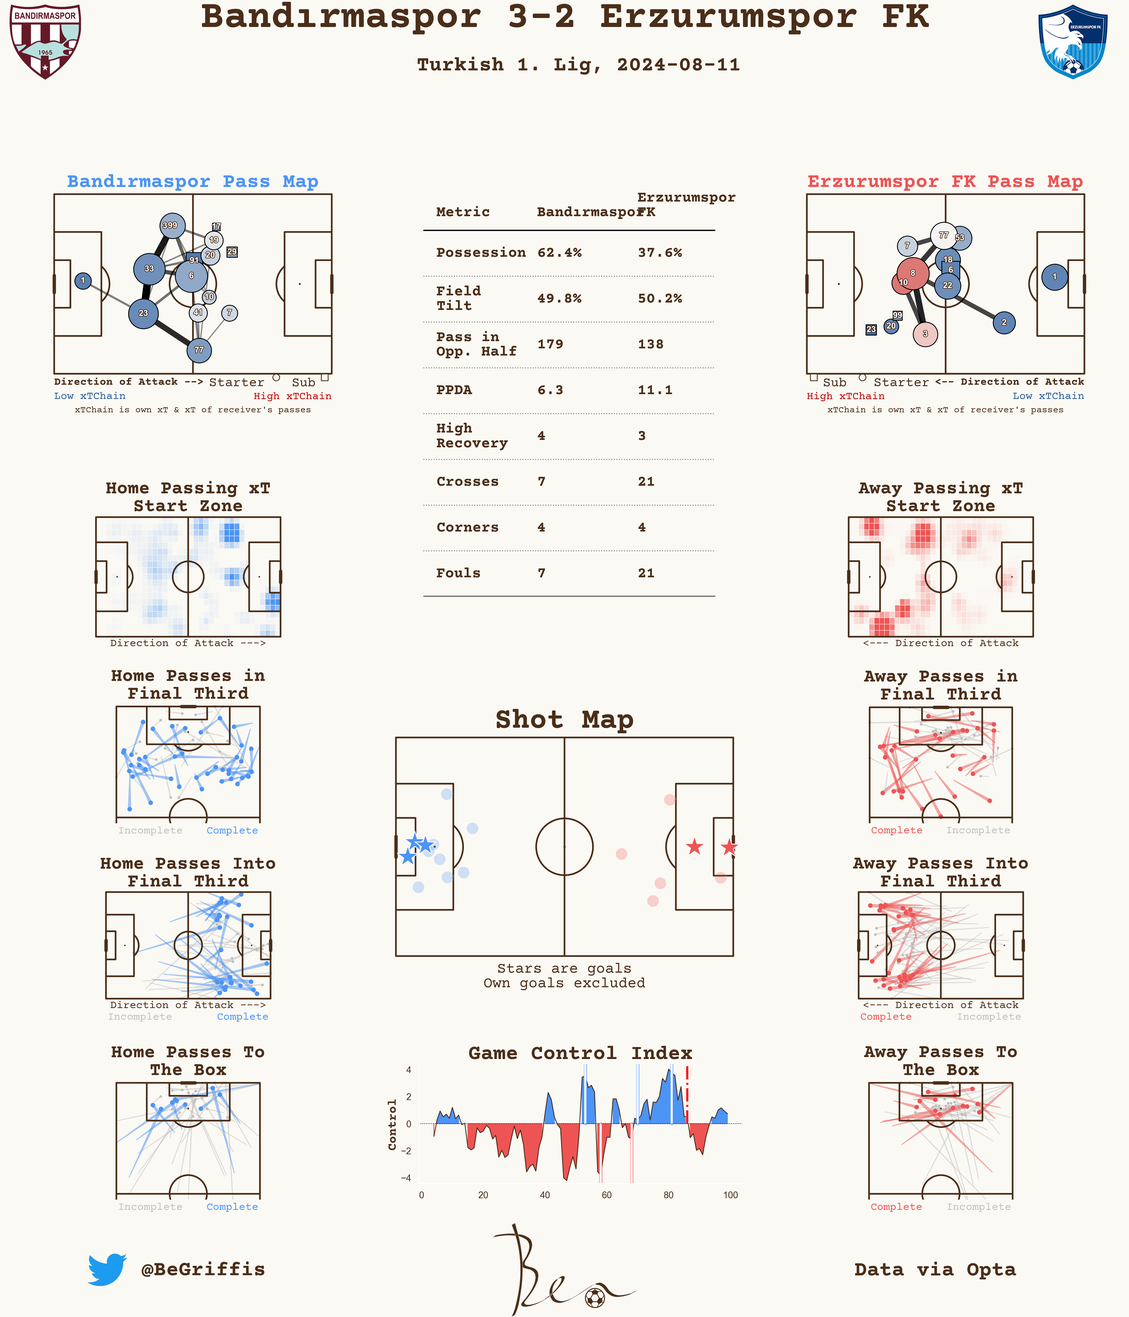 Bandırmaspor 3-2 Erzurumspor FK
Turkish 1. Lig, 2024-08-11
BANDIRMASPOR
1965
ERZURUMSPOR FK
Bandırmaspor Pass Map
399
17
19
20
29
91
33
6
1
10
23
41
7
77
Direction of Attack --> Starter Sub
Low xTChain High xTChain
xTChain is own xT & xT of receiver's passes
Metric Bandırmaspor Erzurumspor FK
Possession 62.4% 37.6%
Field Tilt 49.8% 50.2%
Pass in Opp. Half 179 138
PPDA 6.3 11.1
High Recovery 4 3
Crosses 7 21
Corners 4 4
Fouls 7 21
Erzurumspor FK Pass Map
77
53
7
18
6
8
10
22
1
99
23
20
3
2
Sub Starter <-- Direction of Attack
High xTChain Low xTChain
xTChain is own xT & xT of receiver's passes
Home Passing xT
Start Zone
Direction of Attack --->
Away Passing xT
Start Zone
<--- Direction of Attack
Home Passes in
Final Third
Incomplete Complete
Away Passes in
Final Third
Complete Incomplete
Shot Map
Stars are goals
Own goals excluded
Home Passes Into
Final Third
Direction of Attack --->
Incomplete Complete
Away Passes Into
Final Third
<--- Direction of Attack
Complete Incomplete
Home Passes To
The Box
Incomplete Complete
Game Control Index
Control
4
2
0
−2
−4
0 20 40 60 80 100
Away Passes To
The Box
Complete Incomplete
@BeGriffis
Ben
Data via Opta